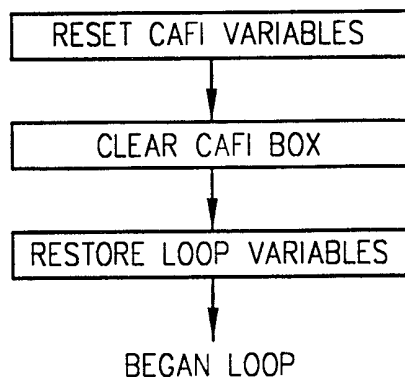 RESET CAFI VARIABLES
CLEAR CAFI BOX
RESTORE LOOP VARIABLES
BEGAN LOOP